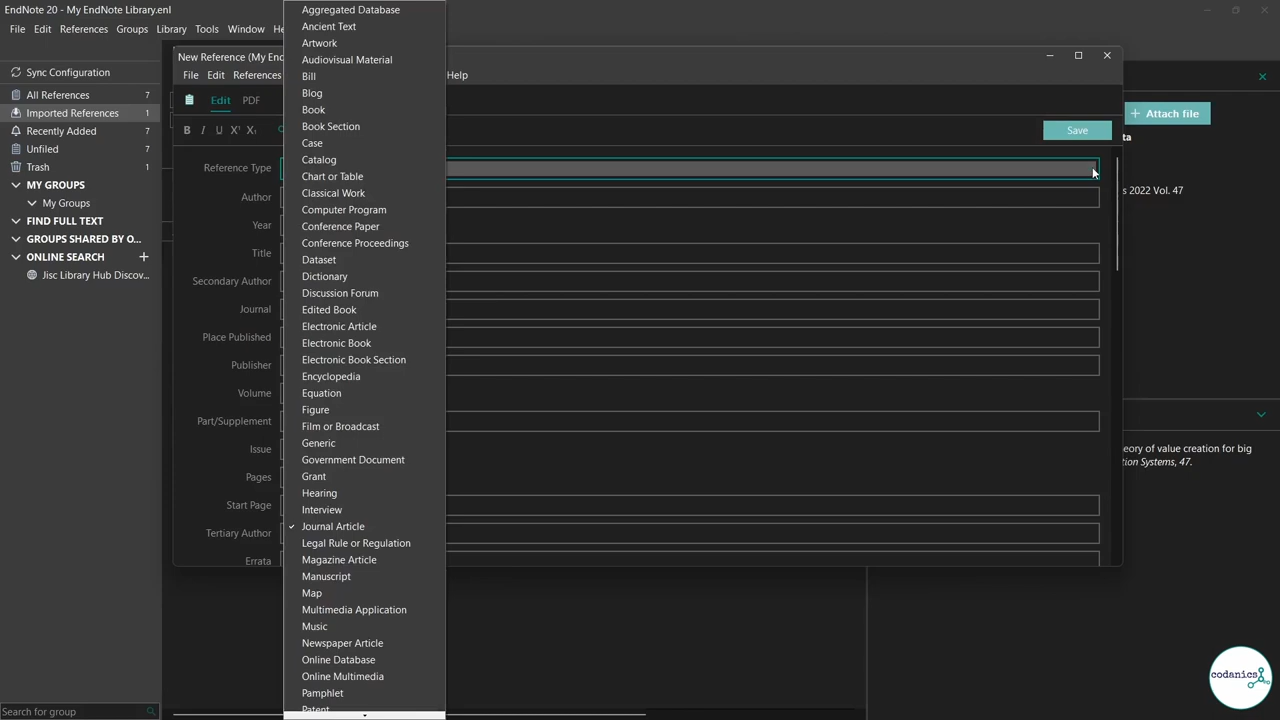 EndNote 20 - My EndNote Library.enl
File Edit References Groups Library Tools Window
Sync Configuration
All References 7
Imported References 1
Recently Added 7
Unfiled 7
Trash 1
MY GROUPS
My Groups
FIND FULL TEXT
GROUPS SHARED BY O...
ONLINE SEARCH
Jisc Library Hub Discov...
Search for group
New Reference (My End
File Edit References Help
Edit PDF
B I U X¹ X₁
Save
Reference Type
Author
Year
Title
Secondary Author
Journal
Place Published
Publisher
Volume
Part/Supplement
Issue
Pages
Start Page
Tertiary Author
Errata
Aggregated Database
Ancient Text
Artwork
Audiovisual Material
Bill
Blog
Book
Book Section
Case
Catalog
Chart or Table
Classical Work
Computer Program
Conference Paper
Conference Proceedings
Dataset
Dictionary
Discussion Forum
Edited Book
Electronic Article
Electronic Book
Electronic Book Section
Encyclopedia
Equation
Figure
Film or Broadcast
Generic
Government Document
Grant
Hearing
Interview
Journal Article
Legal Rule or Regulation
Magazine Article
Manuscript
Map
Multimedia Application
Music
Newspaper Article
Online Database
Online Multimedia
Pamphlet
Patent
+ Attach file
ta
s 2022 Vol. 47
eory of value creation for big
tion Systems, 47.
codanics